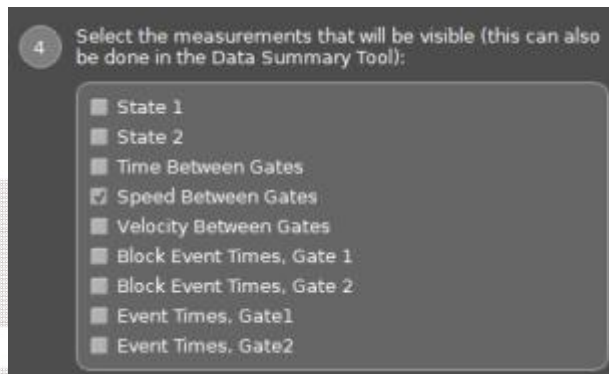 4
Select the measurements that will be visible (this can also
be done in the Data Summary Tool):
State 1
State 2
Time Between Gates
Speed Between Gates
Velocity Between Gates
Block Event Times, Gate 1
Block Event Times, Gate 2
Event Times, Gate1
Event Times, Gate2